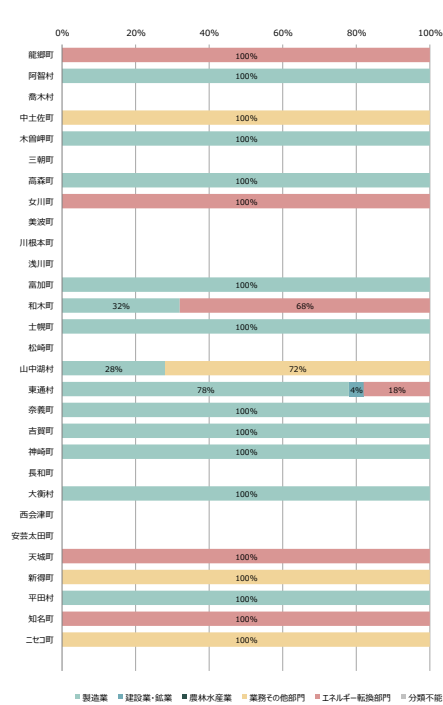 0% 20% 40% 60% 80% 100%
龍郷町 100%
阿智村 100%
喬木村
中土佐町 100%
木曽岬町 100%
三朝町
高森町 100%
女川町 100%
美波町
川根本町
浅川町
富加町 100%
和木町 32% 68%
士幌町 100%
松崎町
山中湖村 28% 72%
東通村 78% 4% 18%
奈義町 100%
吉賀町 100%
神崎町 100%
長和町
大衡村 100%
西会津町
安芸太田町
天城町 100%
新得町 100%
平田村 100%
知名町 100%
ニセコ町 100%
製造業 建設業・鉱業 農林水産業 業務その他部門 エネルギー転換部門 分類不能